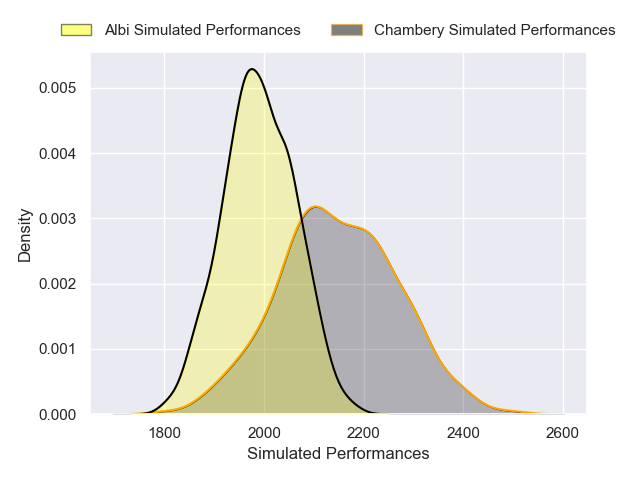 Albi Simulated Performances Chambery Simulated Performances
0.005
0.004
0.003
0.002
0.001
0.000
Density
1800 2000 2200 2400 2600
Simulated Performances